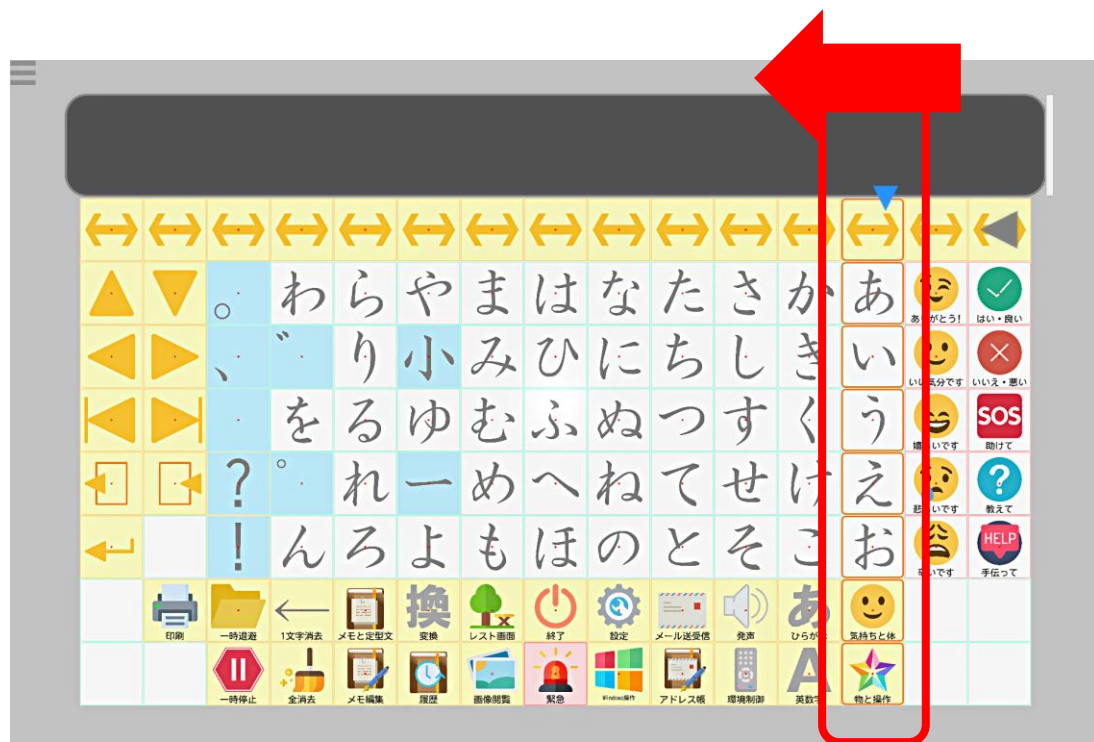 。 わ ら や ま は な た さ か あ ありがとう! はい・良い
、 ゛ り 小 み ひ に ち し き い いい気分です いいえ・悪い
を る ゆ む ふ ぬ つ す く う 嬉しいです SOS 助けて
? ゜ れ ー め へ ね て せ け え 悲しいです ? 教えて
! ん ろ よ も ほ の と そ こ お 辛いです HELP 手伝って
印刷 一時退避 1文字消去 メモと定型文 換 変換 レスト画面 終了 設定 メール送受信 発声 あ 気持ちと体
一時停止 全消去 メモ編集 履歴 画像閲覧 緊急 Windows操作 アドレス帳 環境制御 A 英数字 物と操作